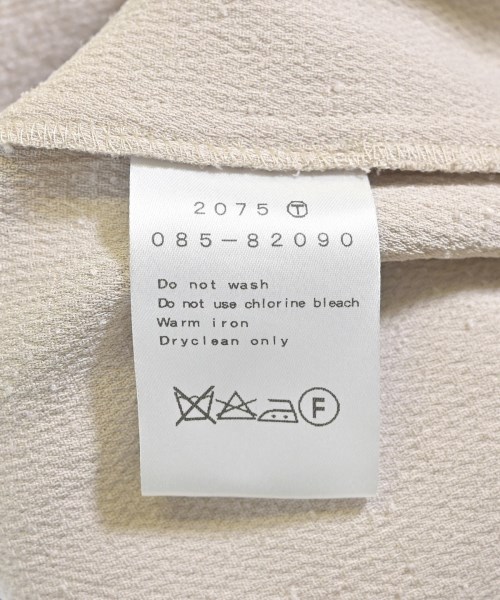 2075 Ⓣ
085-82090
Do not wash
Do not use chlorine bleach
Warm iron
Dryclean only
F